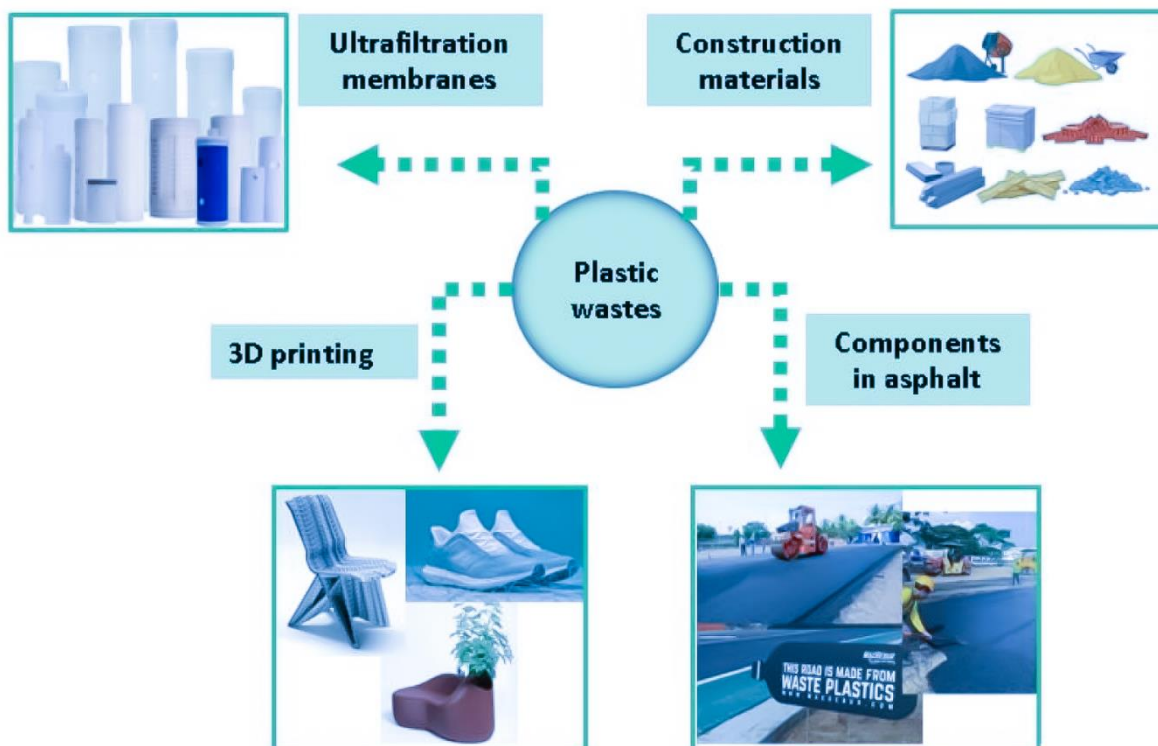 Ultrafiltration
membranes
Construction
materials
Plastic
wastes
3D printing
Components
in asphalt
THIS ROAD IS MADE FROM
WASTE PLASTICS